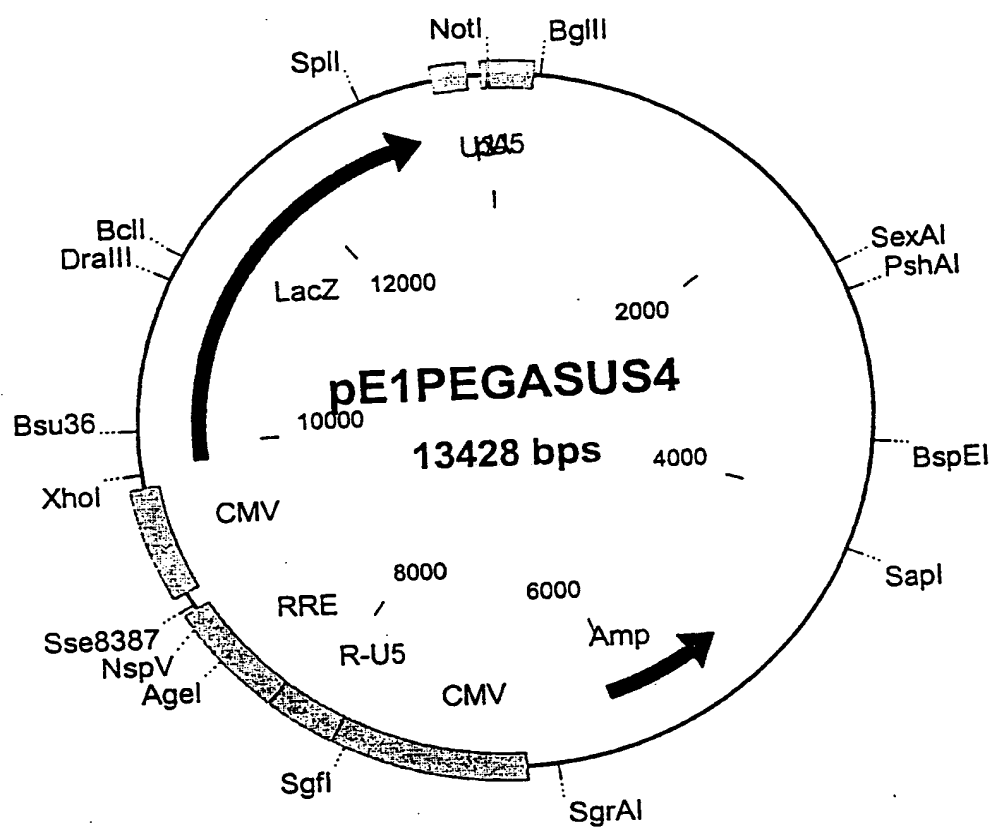 NotI
BglII
SplI
BclI
SexAI
DraIII
PshAI
LacZ
12000
2000
pE1PEGASUS4
10000
Bsu36
13428 bps
4000
BspEI
XhoI
CMV
SapI
8000
6000
RRE
Amp
Sse8387
R-U5
NspV
AgeI
CMV
SgfI
SgrAI